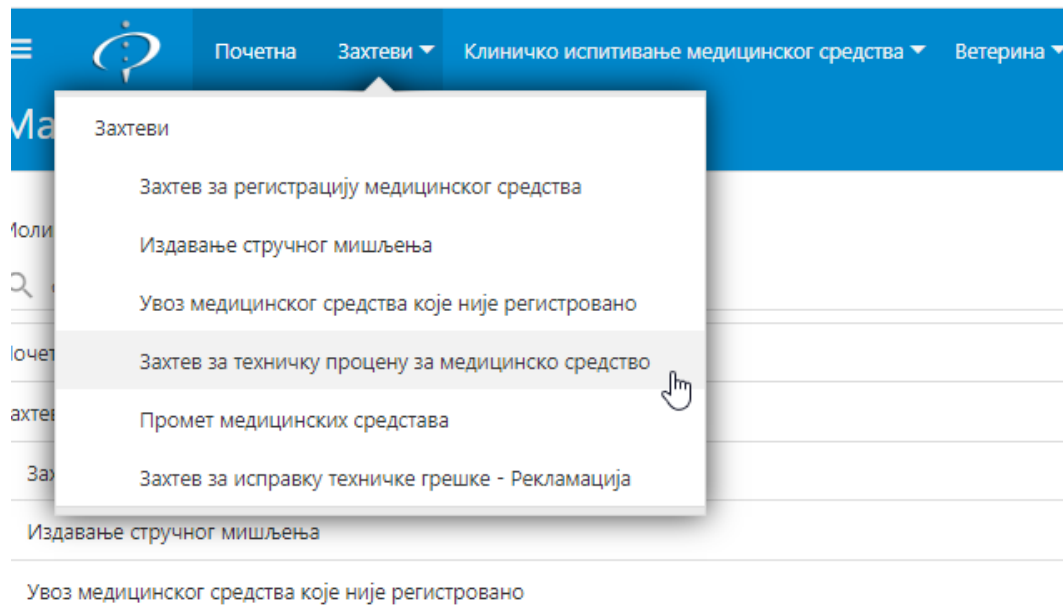 Почетна Захтеви Клиничко испитивање медицинског средства Ветерина
Ма
Захтеви
Захтев за регистрацију медицинског средства
Издавање стручног мишљења
Увоз медицинског средства које није регистровано
Захтев за техничку процену за медицинско средство
Промет медицинских средстава
Захтев за исправку техничке грешке - Рекламација
Издавање стручног мишљења
Увоз медицинског средства које није регистровано